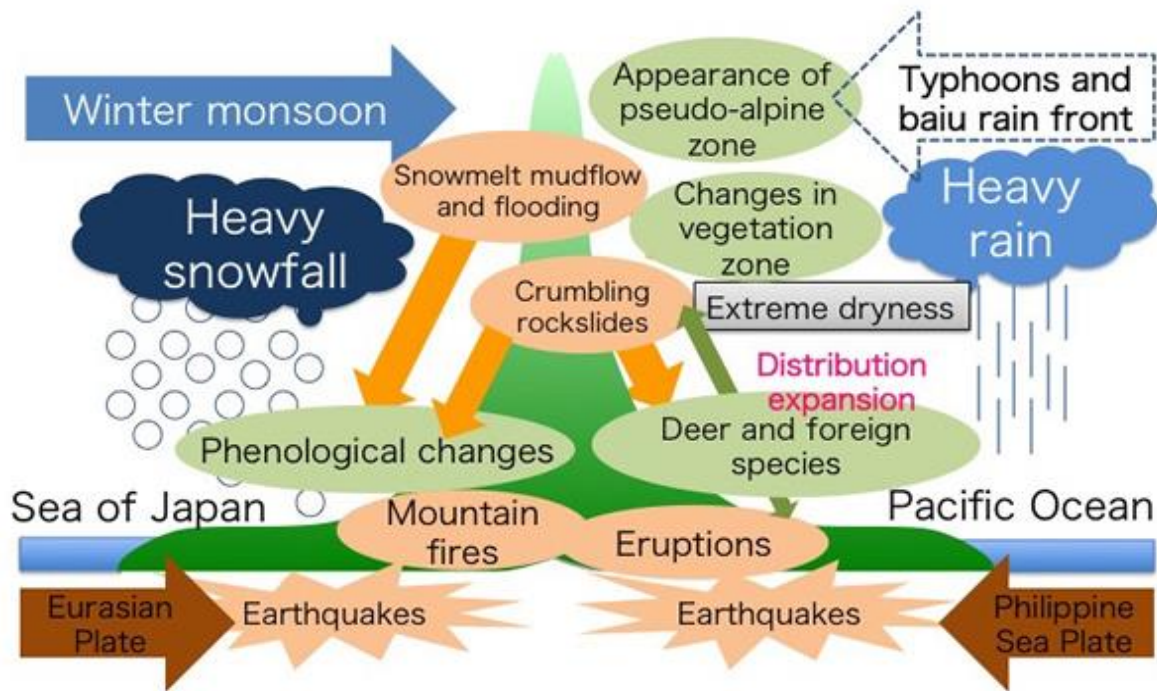 Winter monsoon
Appearance of
pseudo-alpine
zone
Typhoons and
baiu rain front
Snowmelt mudflow
and flooding
Changes in
vegetation
zone
Heavy
snowfall
Heavy
rain
Crumbling
rockslides
Extreme dryness
Distribution
expansion
Phenological changes
Deer and foreign
species
Sea of Japan
Mountain
fires
Eruptions
Pacific Ocean
Eurasian
Plate
Earthquakes
Earthquakes
Philippine
Sea Plate